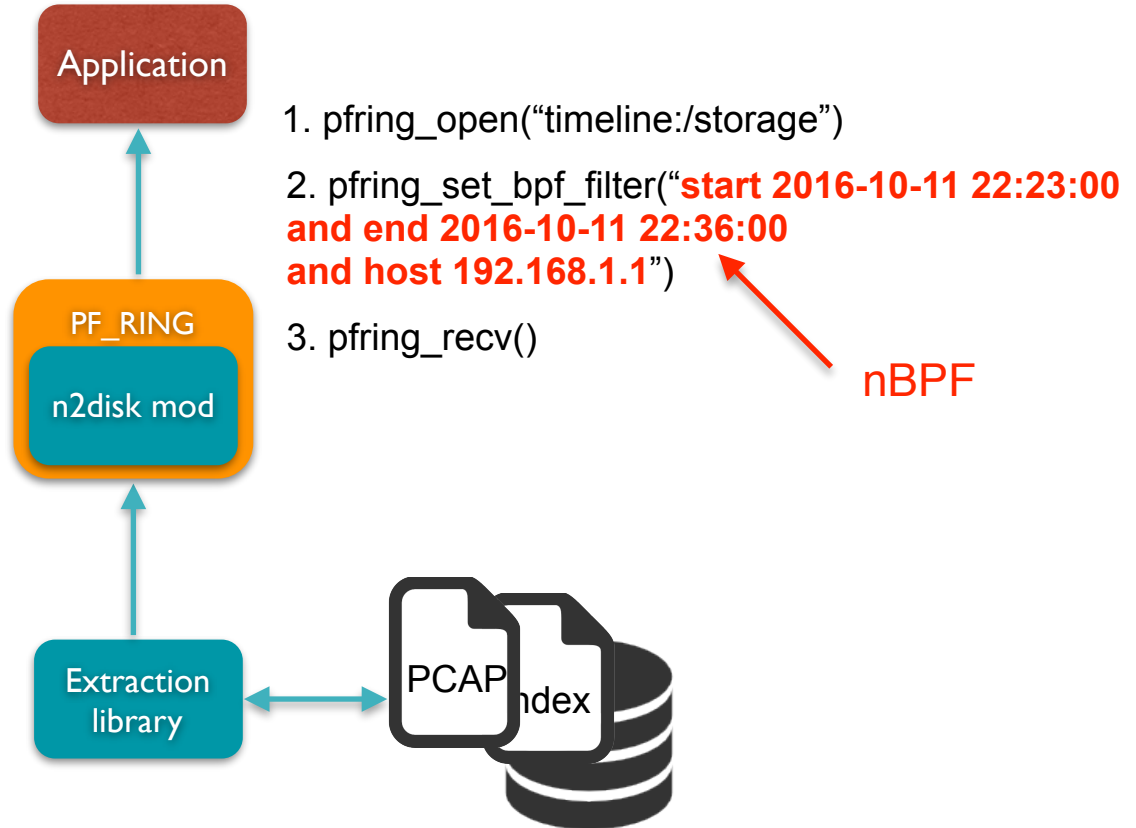 Application
1. pfring_open(“timeline:/storage”)
2. pfring_set_bpf_filter(“start 2016-10-11 22:23:00
and end 2016-10-11 22:36:00
and host 192.168.1.1”)
3. pfring_recv()
nBPF
PF_RING
n2disk mod
Extraction
library
PCAP
ndex